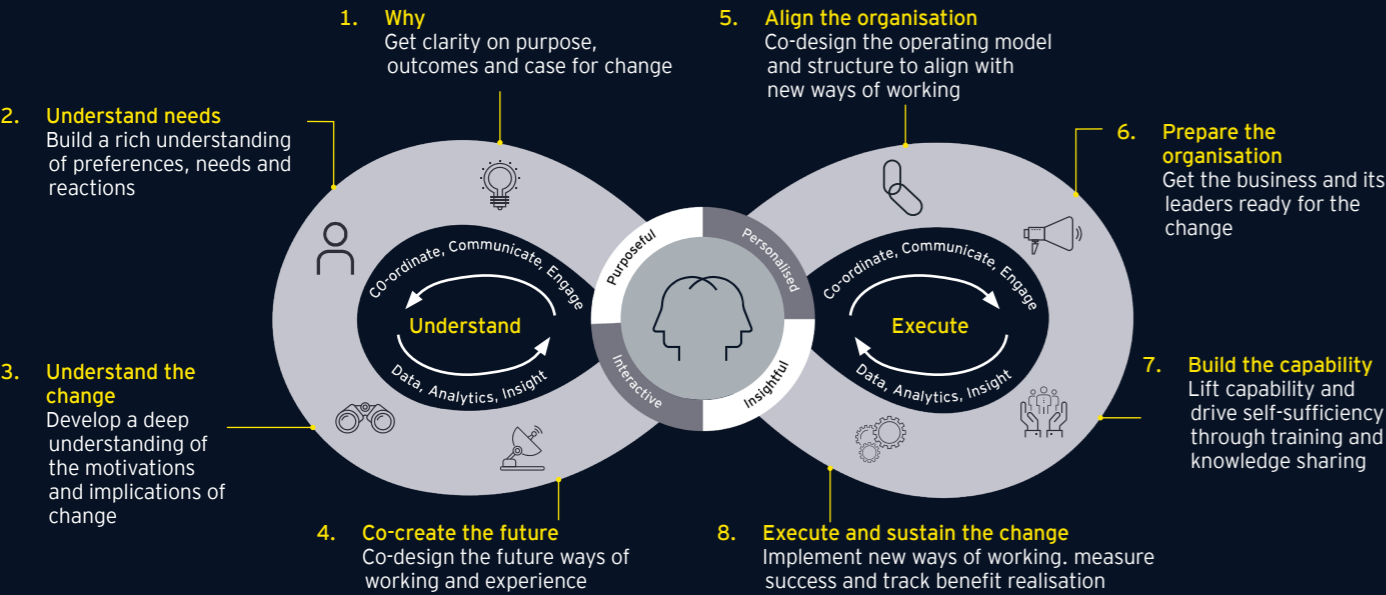 1. Why
Get clarity on purpose,
outcomes and case for change
2. Understand needs
Build a rich understanding
of preferences, needs and
reactions
3. Understand the
change
Develop a deep
understanding of
the motivations
and implications of
change
4. Co-create the future
Co-design the future ways of
working and experience
CO-ordinate, Communicate, Engage
Understand
Data, Analytics, Insight
Purposeful
Personalised
Interactive
Insightful
5. Align the organisation
Co-design the operating model
and structure to align with
new ways of working
6. Prepare the
organisation
Get the business and its
leaders ready for the
change
Co-ordinate, Communicate, Engage
Execute
Data, Analytics, Insight
7. Build the capability
Lift capability and
drive self-sufficiency
through training and
knowledge sharing
8. Execute and sustain the change
Implement new ways of working. measure
success and track benefit realisation